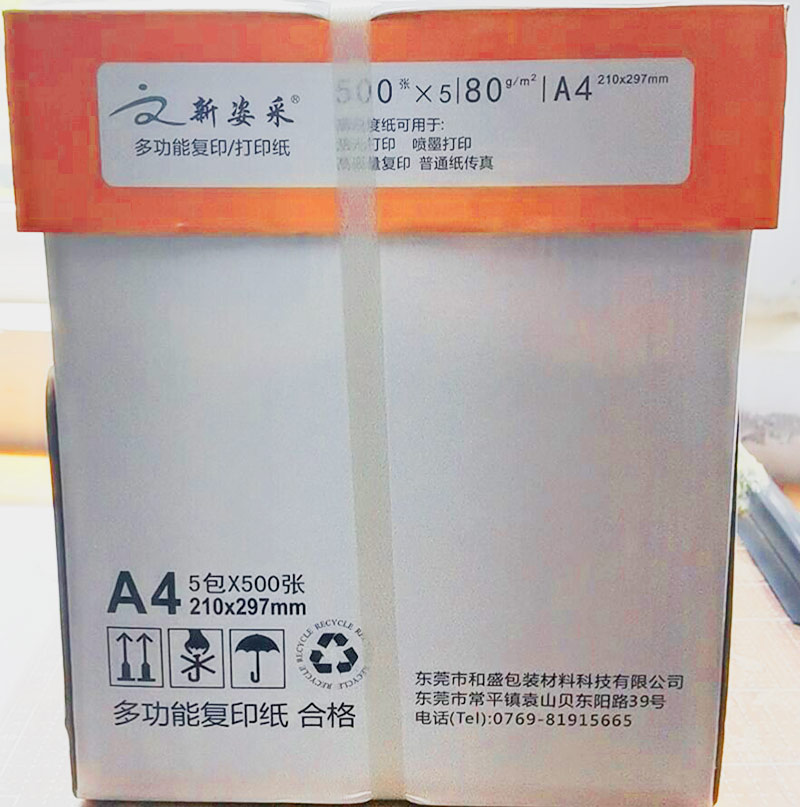 新姿采®
多功能复印/打印纸
500张×5|80g/m²|A4 210x297mm
度纸可用于:
打印 喷墨打印
量复印 普通纸传真
A4 5包X500张
210x297mm
RECYCLE RECYCLE RECYCLE
多功能复印纸 合格
东莞市和盛包装材料科技有限公司
东莞市常平镇袁山贝东阳路39号
电话(Tel):0769-81915665